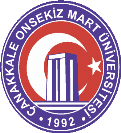 ÇANAKKALE ONSEKİZ MART ÜNİVERSİTESİ
• 1992 •